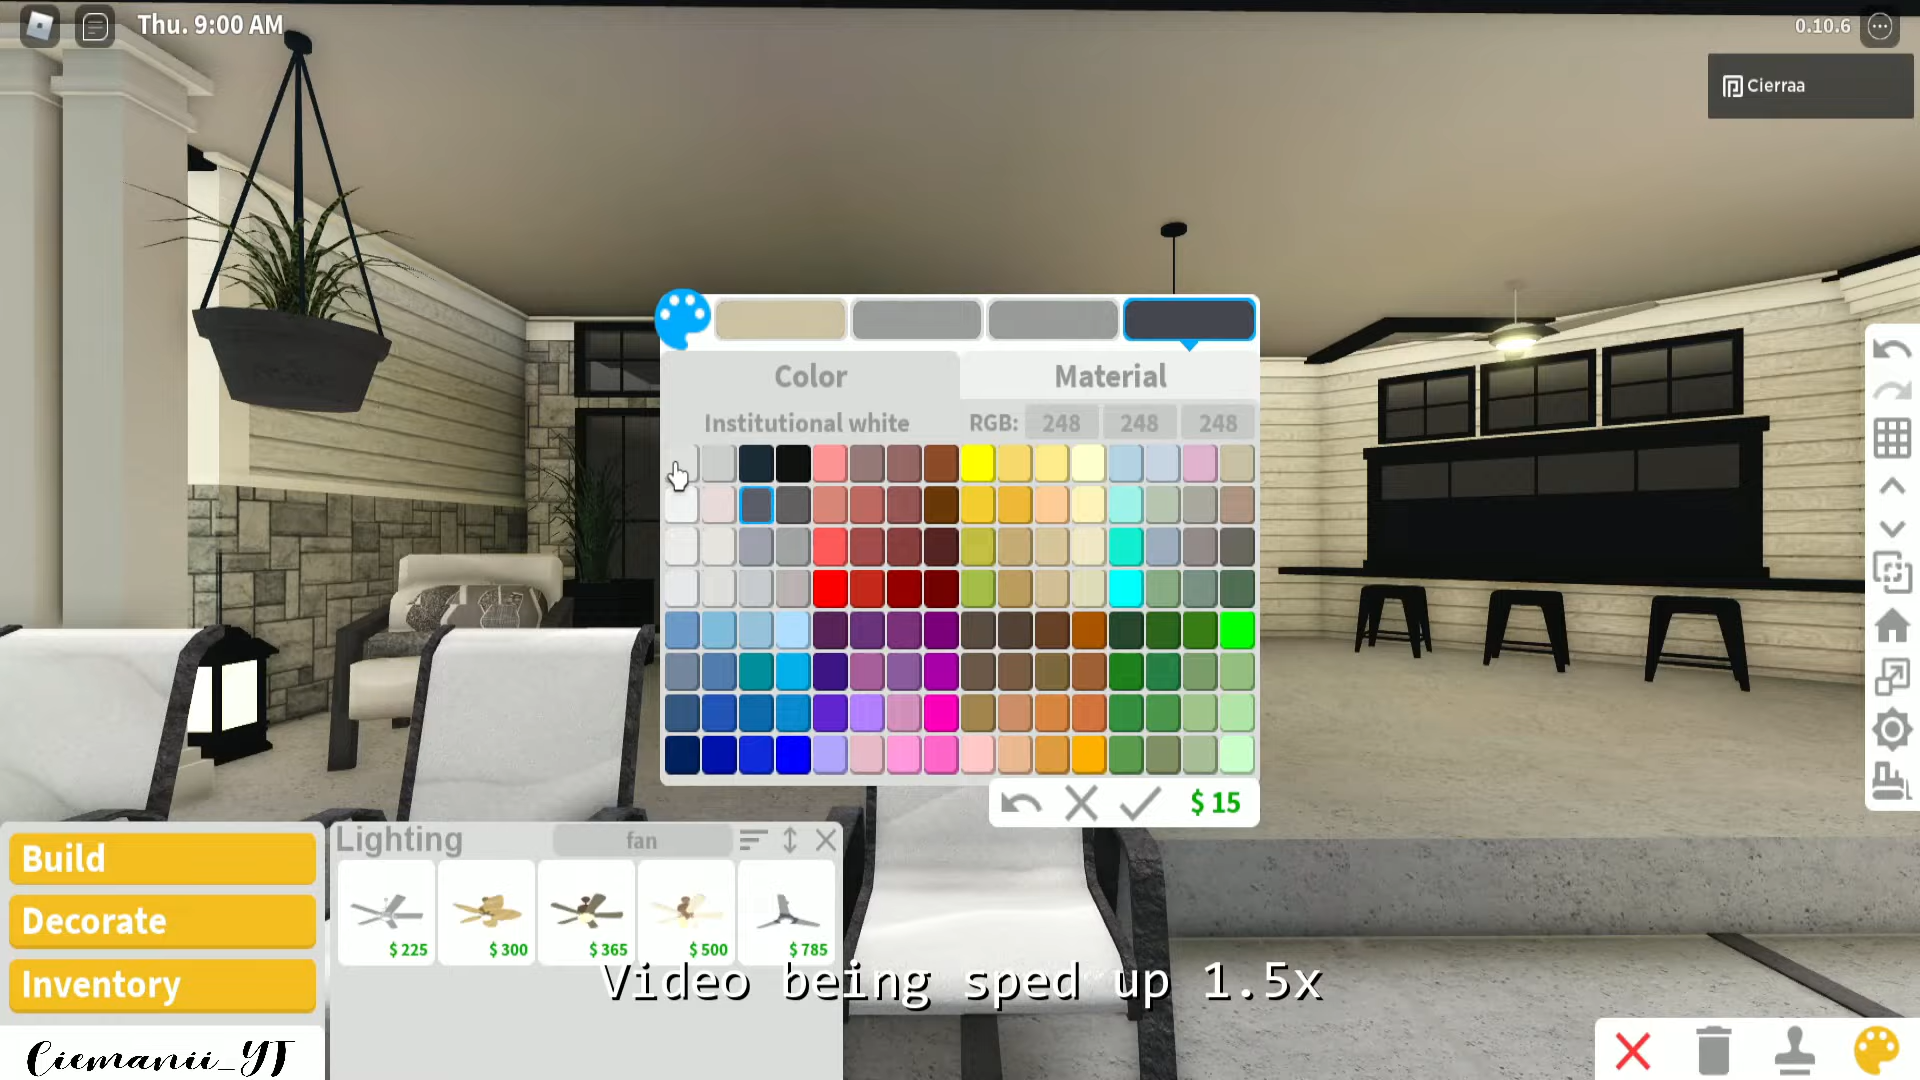 Thu. 9:00 AM
0.10.6
Cierraa
Color
Material
Institutional white
RGB: 248 248 248
$ 15
Build
Decorate
Inventory
Lighting
fan
$ 225
$ 300
$ 365
$ 500
$ 785
Video being sped up 1.5x
Ciemanii_YT